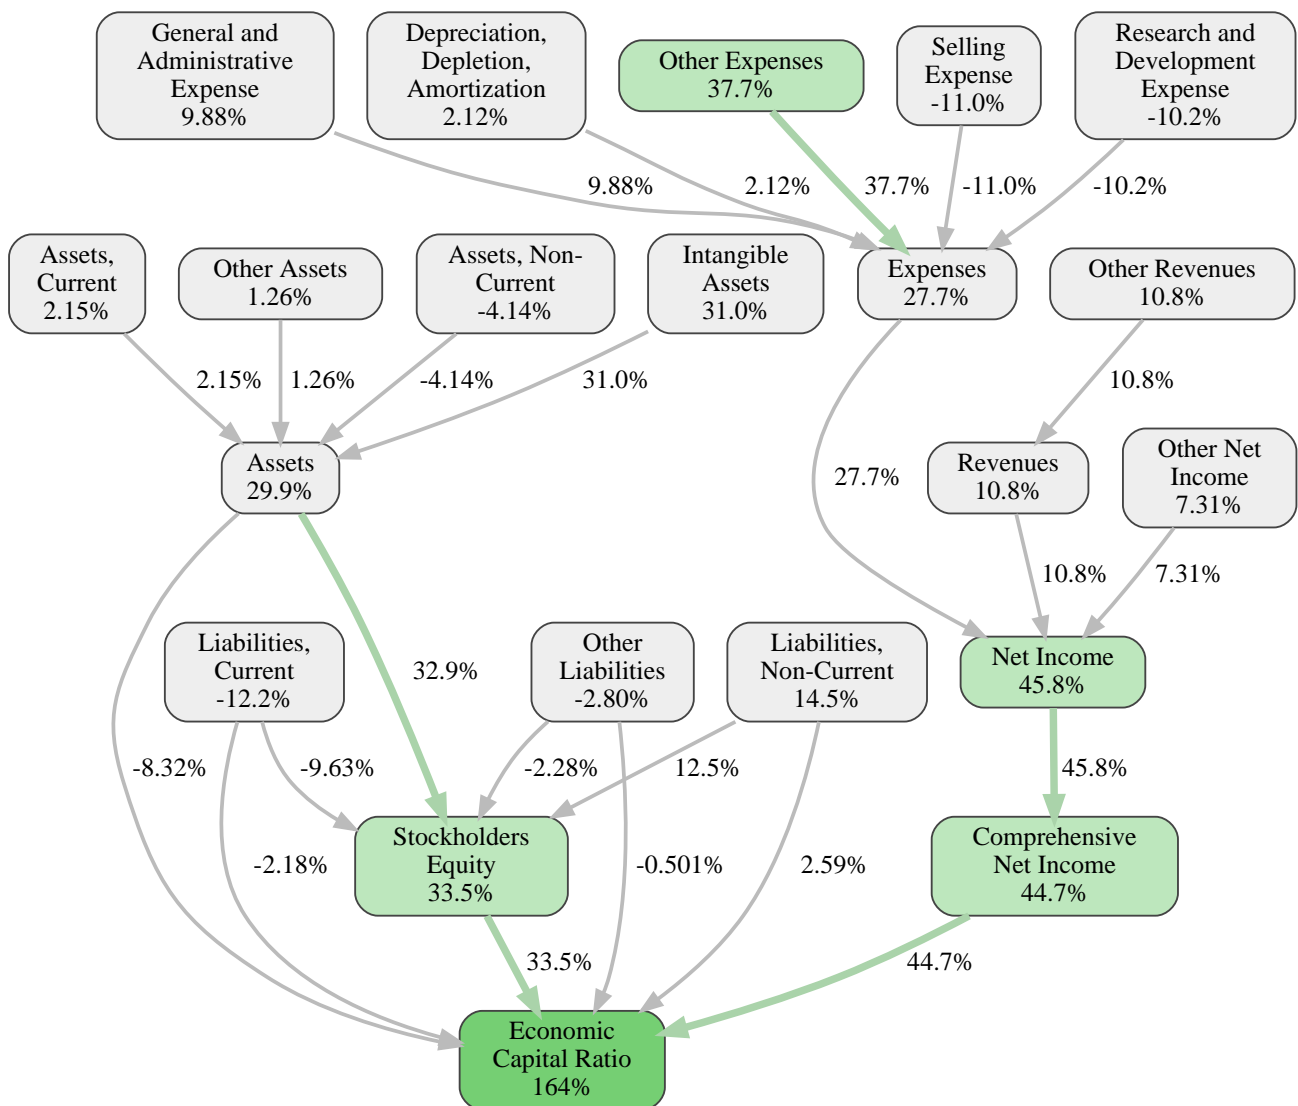 General and
Administrative
Expense
9.88%
Depreciation,
Depletion,
Amortization
2.12%
Other Expenses
37.7%
Selling
Expense
-11.0%
Research and
Development
Expense
-10.2%
9.88%
2.12%
37.7%
-11.0%
-10.2%
Assets,
Current
2.15%
Other Assets
1.26%
Assets, Non-
Current
-4.14%
Intangible
Assets
31.0%
Expenses
27.7%
Other Revenues
10.8%
2.15%
1.26%
-4.14%
31.0%
10.8%
Assets
29.9%
27.7%
Revenues
10.8%
Other Net
Income
7.31%
10.8%
7.31%
Liabilities,
Current
-12.2%
32.9%
Other
Liabilities
-2.80%
Liabilities,
Non-Current
14.5%
Net Income
45.8%
-8.32%
-9.63%
-2.28%
12.5%
45.8%
-2.18%
Stockholders
Equity
33.5%
-0.501%
2.59%
Comprehensive
Net Income
44.7%
33.5%
44.7%
Economic
Capital Ratio
164%